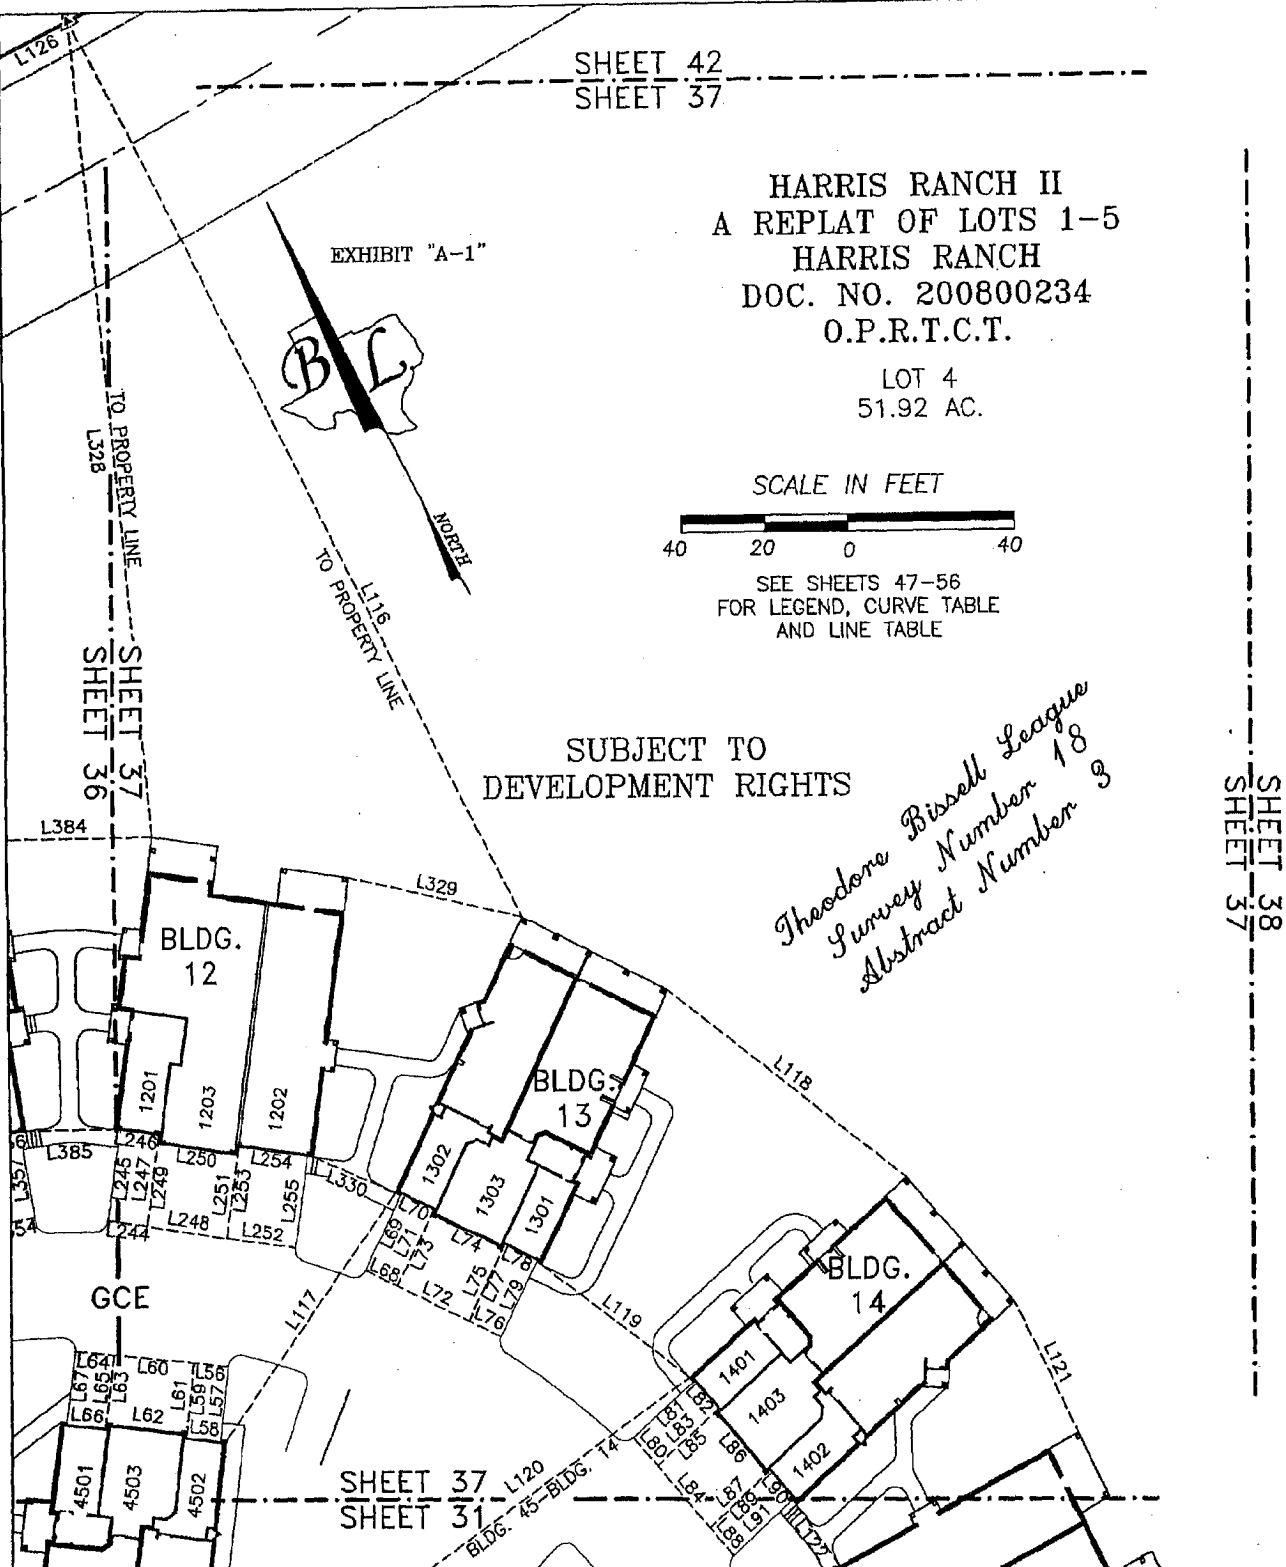 L126
SHEET 42
SHEET 37
HARRIS RANCH II
A REPLAT OF LOTS 1-5
HARRIS RANCH
DOC. NO. 200800234
O.P.R.T.C.T.
LOT 4
51.92 AC.
EXHIBIT "A-1"
B L
NORTH
SCALE IN FEET
40 20 0 40
SEE SHEETS 47-56
FOR LEGEND, CURVE TABLE
AND LINE TABLE
TO PROPERTY LINE
L328
L116
TO PROPERTY LINE
SHEET 37
SHEET 36
SUBJECT TO
DEVELOPMENT RIGHTS
Theodore Bissell League
Survey Number 18
Abstract Number 3
SHEET 38
SHEET 37
L384
L329
BLDG.
12
1201
1203
1202
L118
BLDG.
13
1302
1303
1301
L246
L385
L250
L254
L357
L245
L247
L249
L251
L253
L255
L330
L244
L248
L252
L70
L69
L71
L73
L74
L78
L68
L72
L75
L77
L79
L76
GCE
L117
L119
BLDG.
14
1401
1403
1402
L121
L64
L60
L56
L67
L65
L63
L61
L59
L57
L66
L62
L58
4501
4503
4502
L82
L81
L83
L85
L80
L86
L84
L87
L89
L91
L88
L90
L122
L120
BLDG. 45-BLDG. 14
SHEET 37
SHEET 31